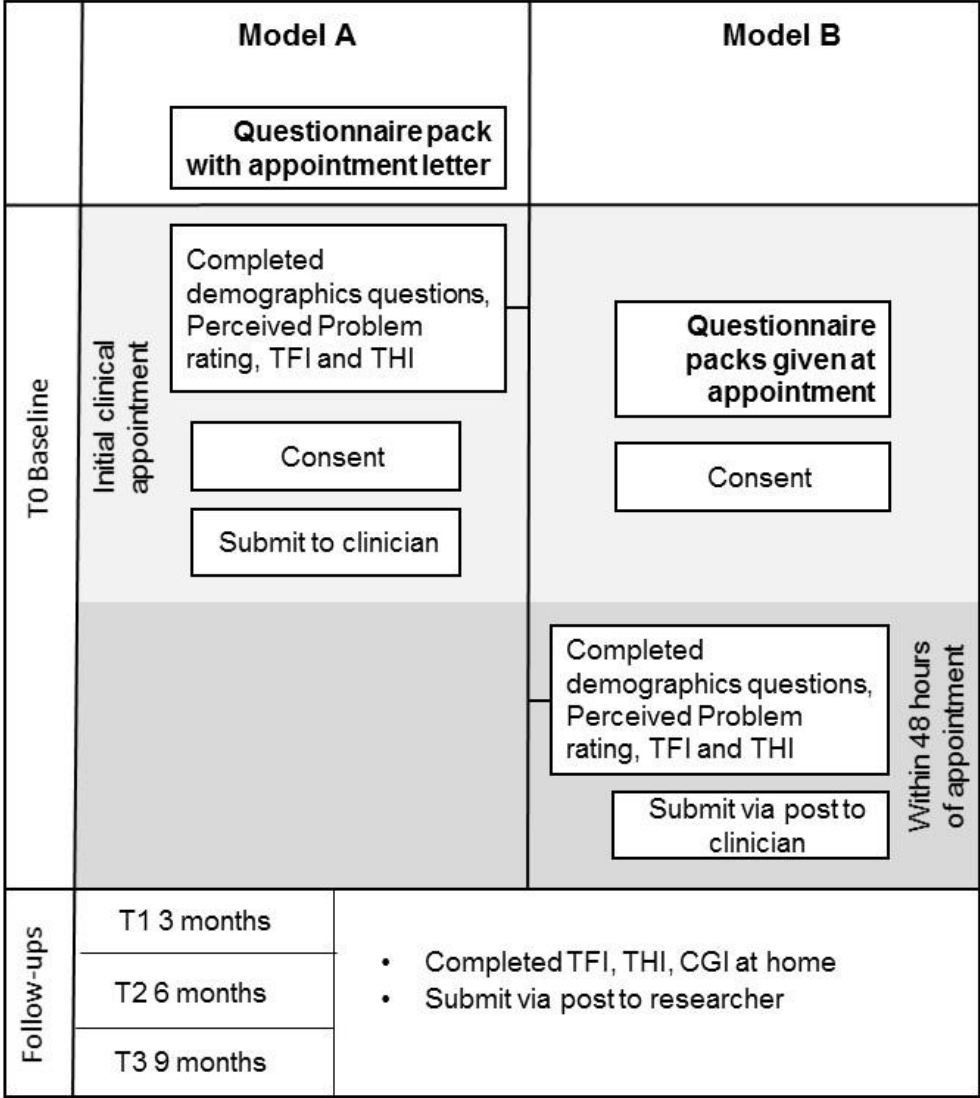 Model A
Model B
Questionnaire pack
with appointment letter
T0 Baseline
Initial clinical
appointment
Completed
demographics questions,
Perceived Problem
rating, TFI and THI
Consent
Submit to clinician
Questionnaire
packs given at
appointment
Consent
Completed
demographics questions,
Perceived Problem
rating, TFI and THI
Submit via post to
clinician
Within 48 hours
of appointment
Follow-ups
T1 3 months
T2 6 months
T3 9 months
• Completed TFI, THI, CGI at home
• Submit via post to researcher